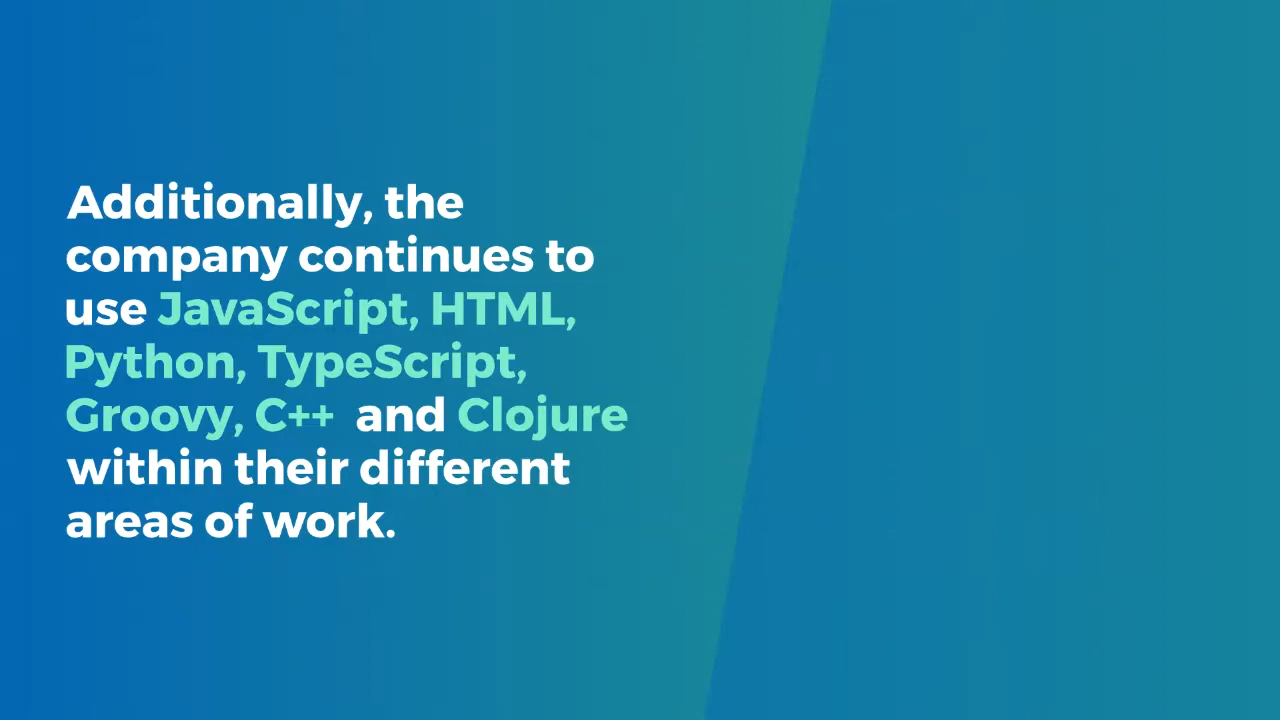 Additionally, the
company continues to
use JavaScript, HTML,
Python, TypeScript,
Groovy, C++ and Clojure
within their different
areas of work.